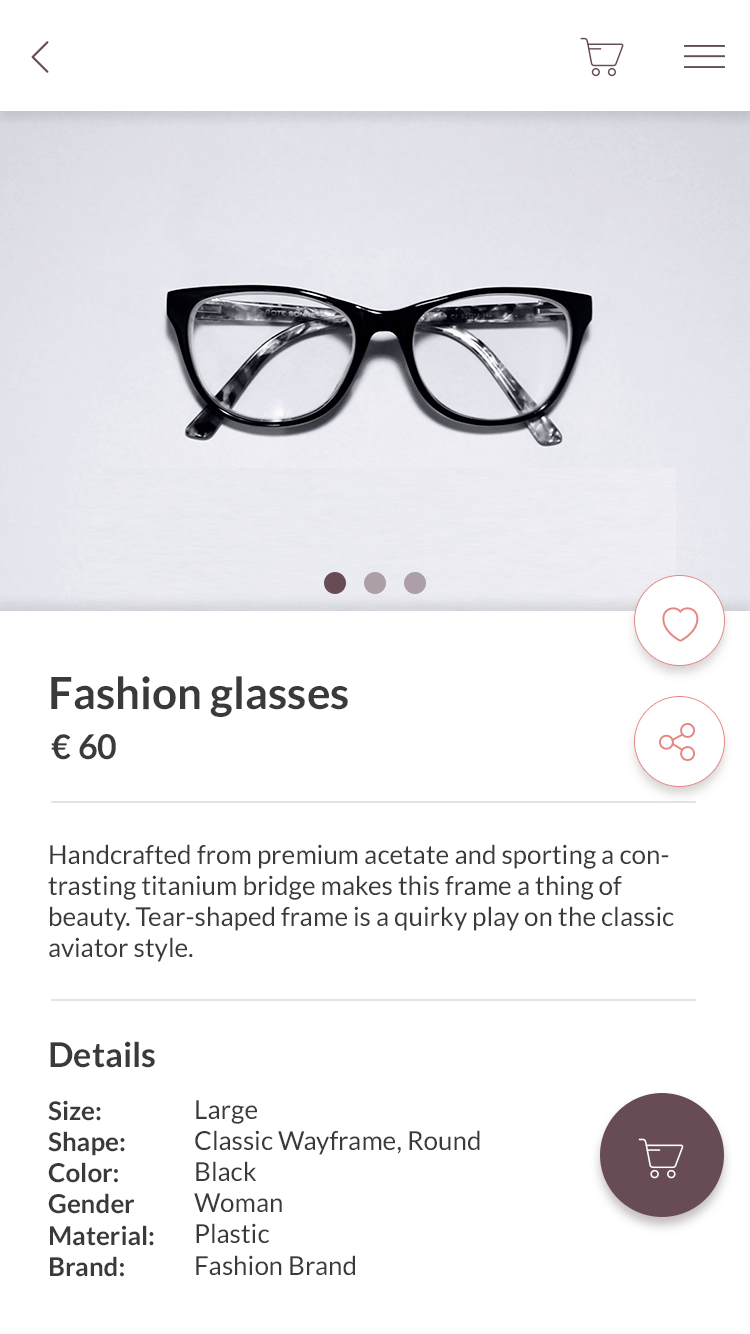 Fashion glasses
€ 60
Handcrafted from premium acetate and sporting a con-
trasting titanium bridge makes this frame a thing of
beauty. Tear-shaped frame is a quirky play on the classic
aviator style.
Details
Size: Large
Shape: Classic Wayframe, Round
Color: Black
Gender Woman
Material: Plastic
Brand: Fashion Brand